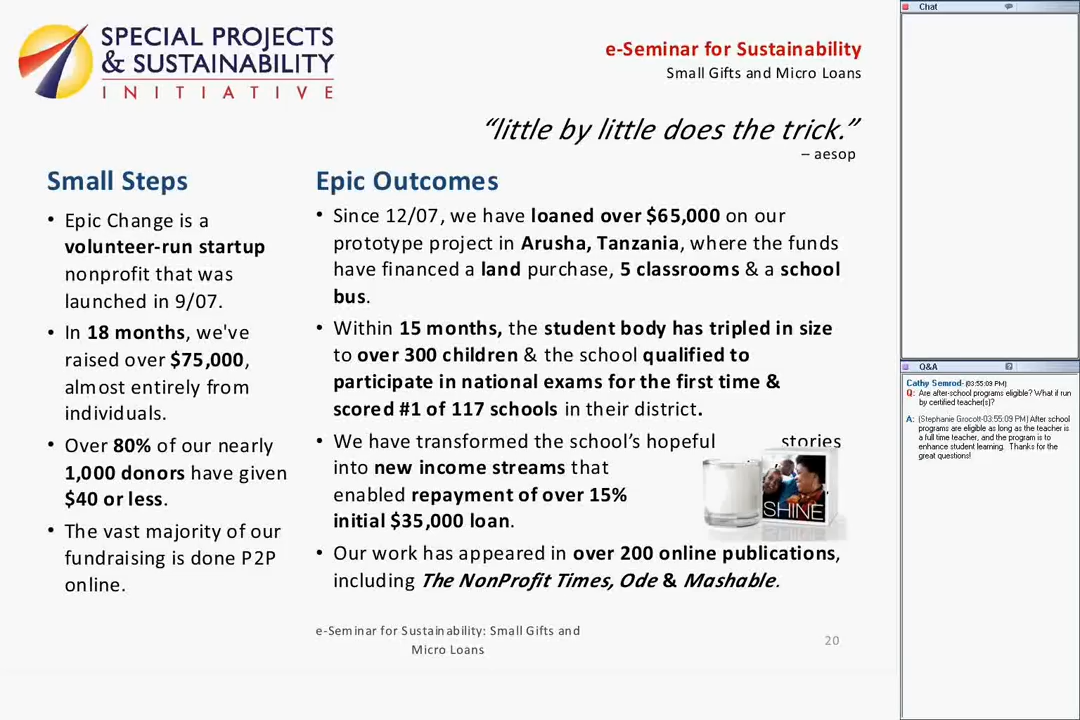 SPECIAL PROJECTS
& SUSTAINABILITY
INITIATIVE
e-Seminar for Sustainability
Small Gifts and Micro Loans
“little by little does the trick.”
– aesop
Small Steps
• Epic Change is a
volunteer-run startup
nonprofit that was
launched in 9/07.
• In 18 months, we've
raised over $75,000,
almost entirely from
individuals.
• Over 80% of our nearly
1,000 donors have given
$40 or less.
• The vast majority of our
fundraising is done P2P
online.
Epic Outcomes
• Since 12/07, we have loaned over $65,000 on our
prototype project in Arusha, Tanzania, where the funds
have financed a land purchase, 5 classrooms & a school
bus.
• Within 15 months, the student body has tripled in size
to over 300 children & the school qualified to
participate in national exams for the first time &
scored #1 of 117 schools in their district.
• We have transformed the school’s hopeful stories
into new income streams that
enabled repayment of over 15%
initial $35,000 loan.
SHINE
• Our work has appeared in over 200 online publications,
including The NonProfit Times, Ode & Mashable.
e-Seminar for Sustainability: Small Gifts and
Micro Loans
20
Chat
Q&A
Cathy Semrod- (03:55:09 PM)
Q: Are after-school programs eligible? What if run
by certified teacher(s)?
A: (Stephanie Grocott-03:55:09 PM) After school
programs are eligible as long as the teacher is
a full time teacher, and the program is to
enhance student learning. Thanks for the
great questions!